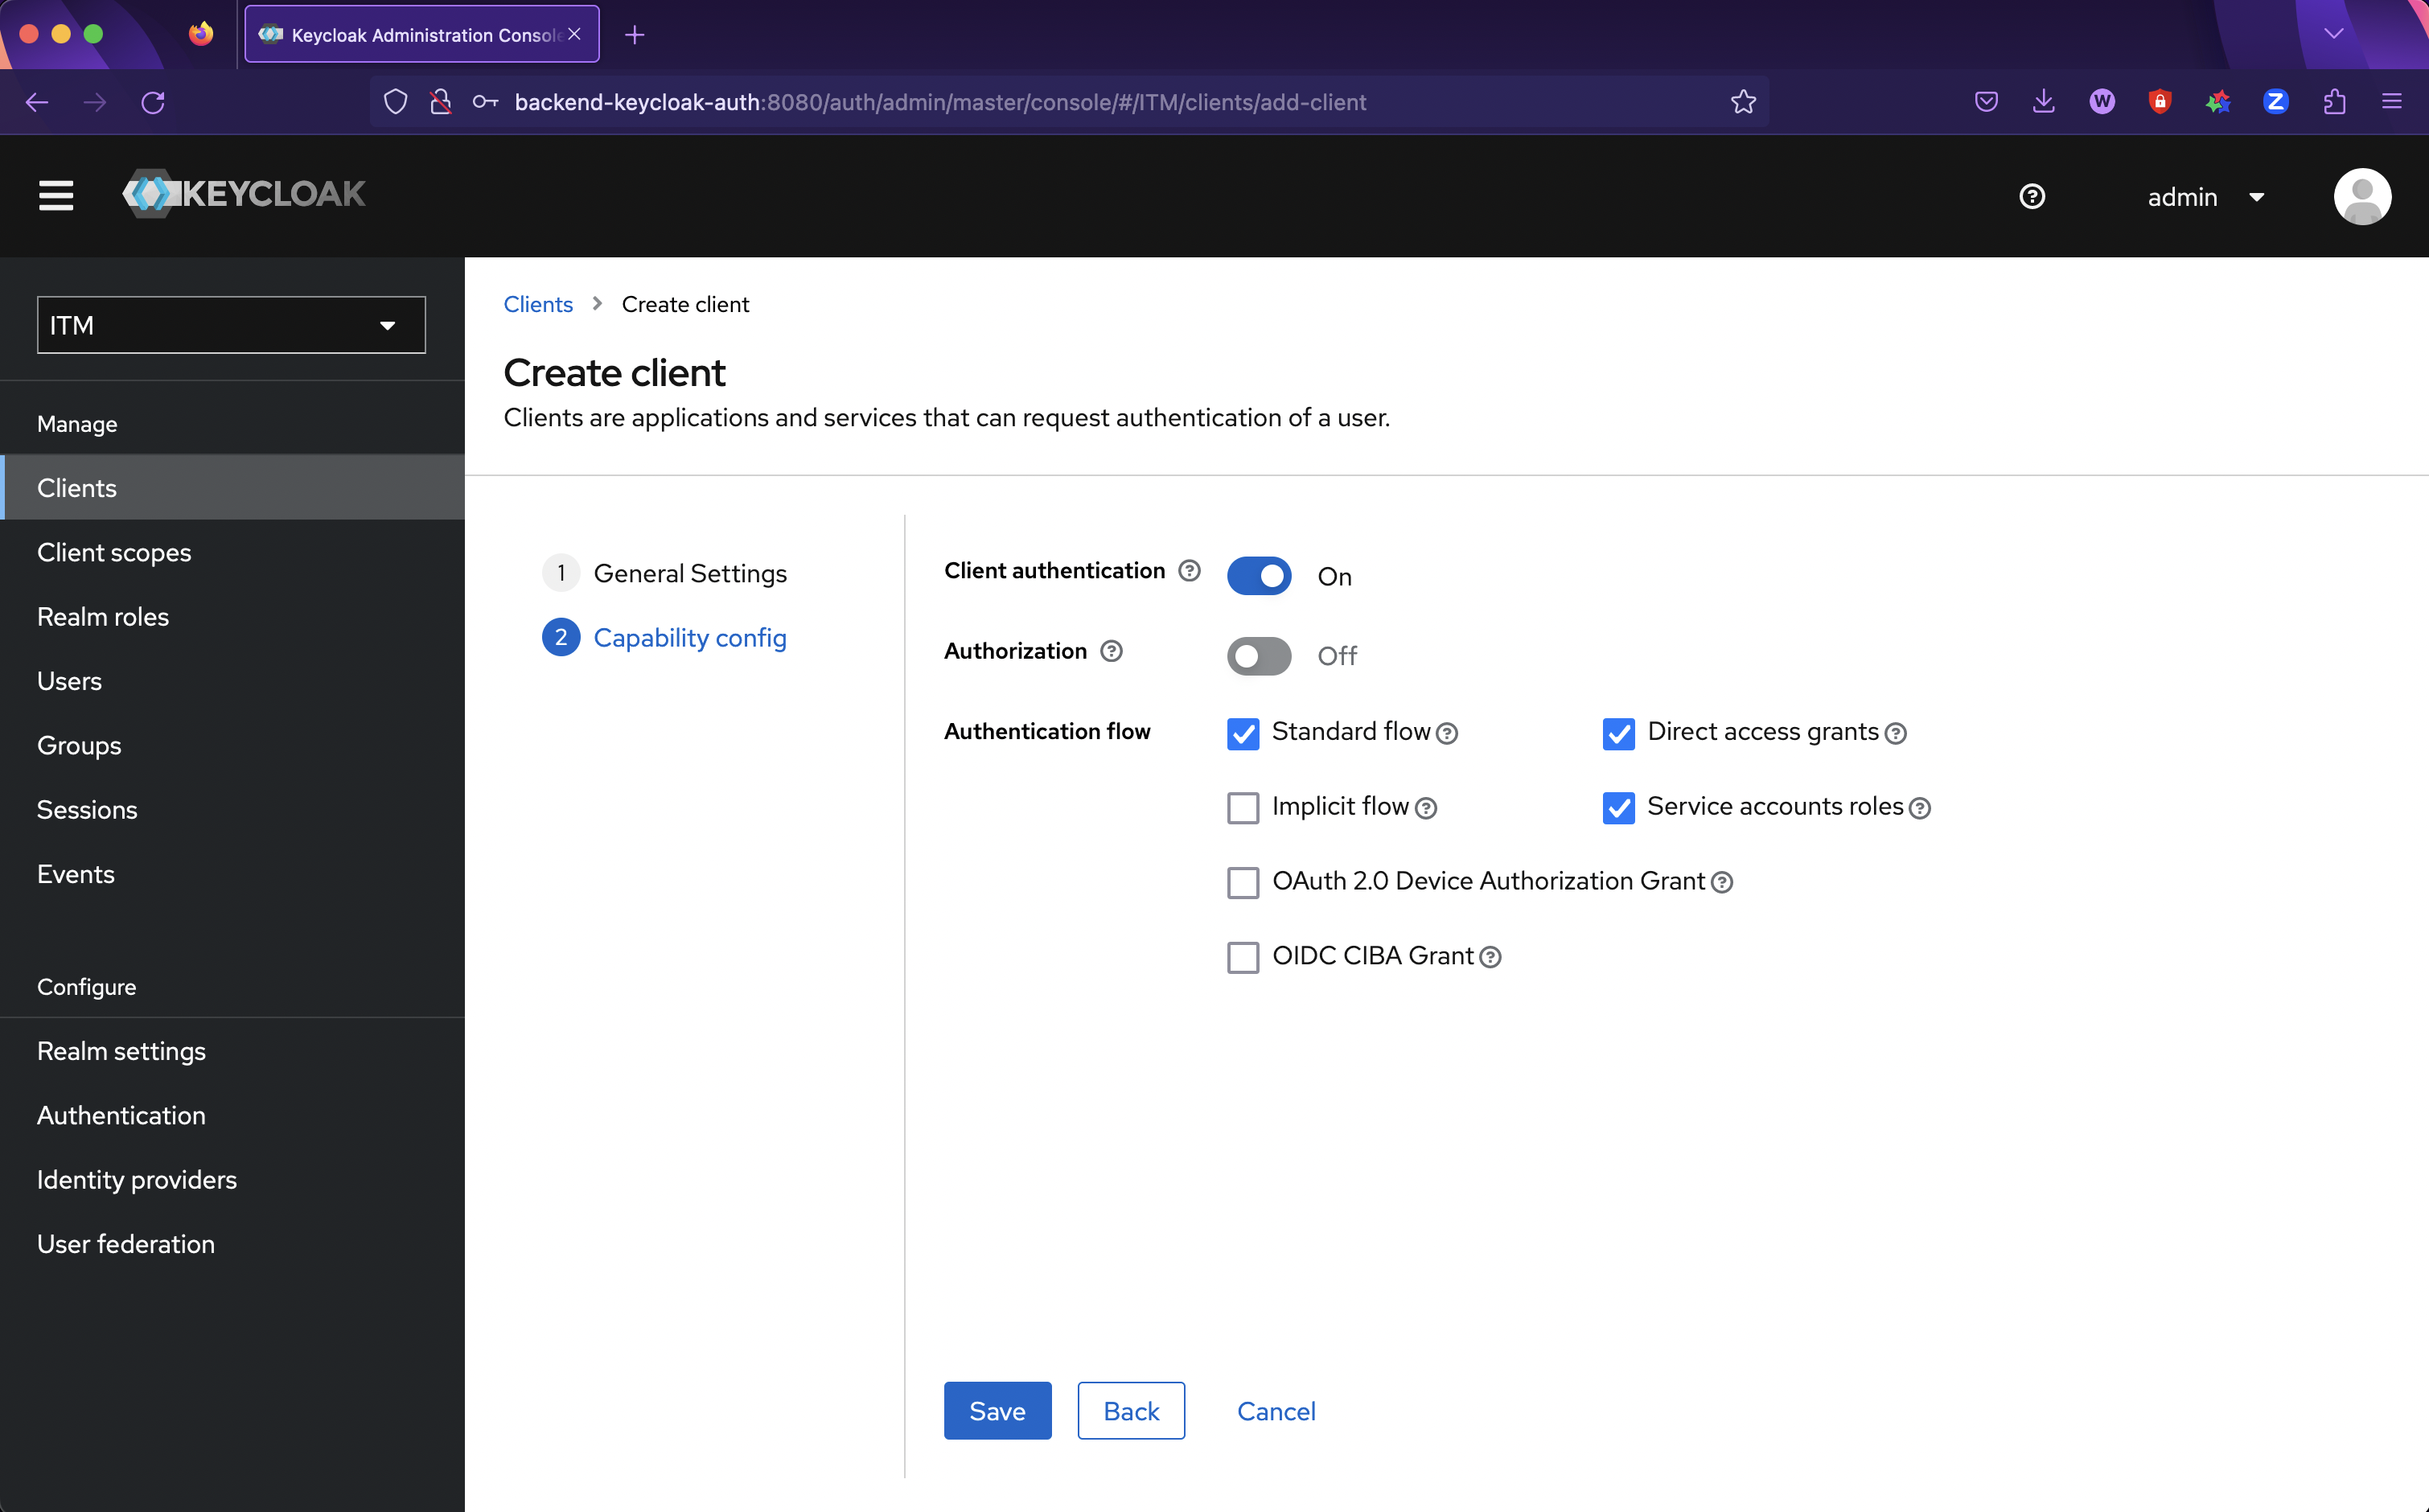 Keycloak Administration Console
backend-keycloak-auth:8080/auth/admin/master/console/#/ITM/clients/add-client
W
Z
KEYCLOAK
admin
ITM
Manage
Clients
Client scopes
Realm roles
Users
Groups
Sessions
Events
Configure
Realm settings
Authentication
Identity providers
User federation
Clients
Create client
Create client
Clients are applications and services that can request authentication of a user.
1 General Settings
2 Capability config
Client authentication ? On
Authorization ? Off
Authentication flow
Standard flow ? Direct access grants ?
Implicit flow ? Service accounts roles ?
OAuth 2.0 Device Authorization Grant ?
OIDC CIBA Grant ?
Save Back Cancel